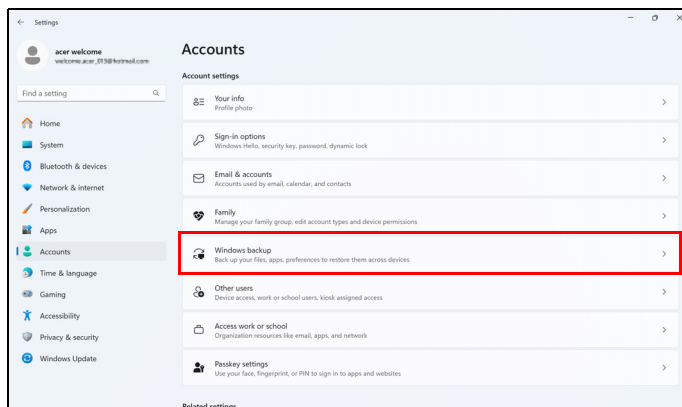 Settings
acer welcome
welcome.acer_013@hotmail.com
Find a setting
Home
System
Bluetooth & devices
Network & internet
Personalization
Apps
Accounts
Time & language
Gaming
Accessibility
Privacy & security
Windows Update
Accounts
Account settings
Your info
Profile photo
Sign-in options
Windows Hello, security key, password, dynamic lock
Email & accounts
Accounts used by email, calendar, and contacts
Family
Manage your family group, edit account types and device permissions
Windows backup
Back up your files, apps, preferences to restore them across devices
Other users
Device access, work or school users, kiosk assigned access
Access work or school
Organization resources like email, apps, and network
Passkey settings
Use your face, fingerprint, or PIN to sign in to apps and websites
Related settings